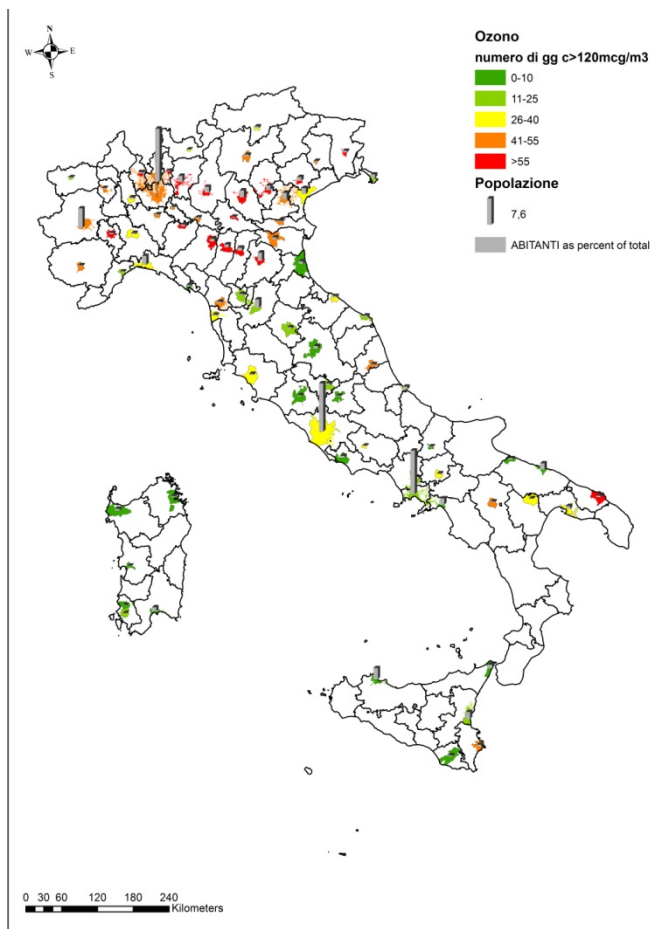 N
W E
S
Ozono
numero di gg c>120mcg/m3
0-10
11-25
26-40
41-55
>55
Popolazione
7,6
ABITANTI as percent of total
0 30 60 120 180 240
Kilometers